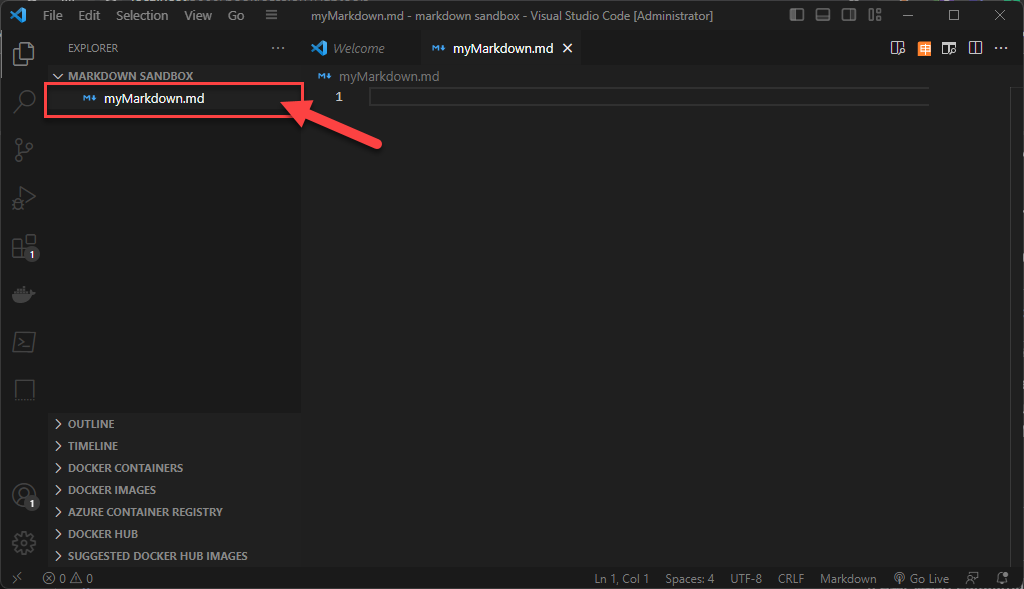 File Edit Selection View Go myMarkdown.md - markdown sandbox - Visual Studio Code [Administrator]
EXPLORER
Welcome myMarkdown.md
MARKDOWN SANDBOX
myMarkdown.md
myMarkdown.md
1
1
OUTLINE
TIMELINE
DOCKER CONTAINERS
DOCKER IMAGES
AZURE CONTAINER REGISTRY
1
DOCKER HUB
SUGGESTED DOCKER HUB IMAGES
0 0 Ln 1, Col 1 Spaces: 4 UTF-8 CRLF Markdown Go Live